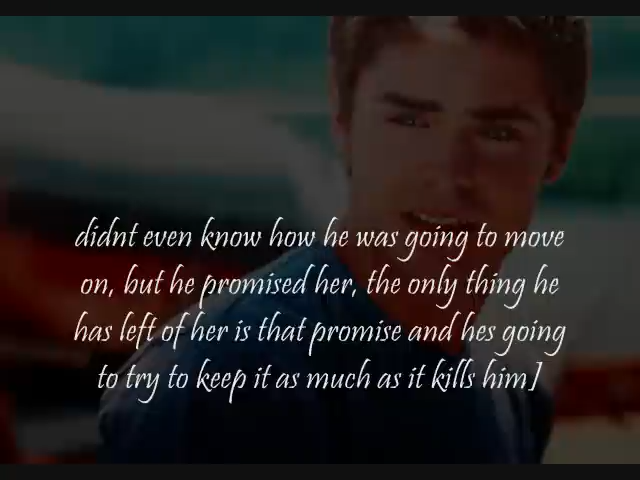 didnt even know how he was going to move
on, but he promised her, the only thing he
has left of her is that promise and hes going
to try to keep it as much as it kills him]